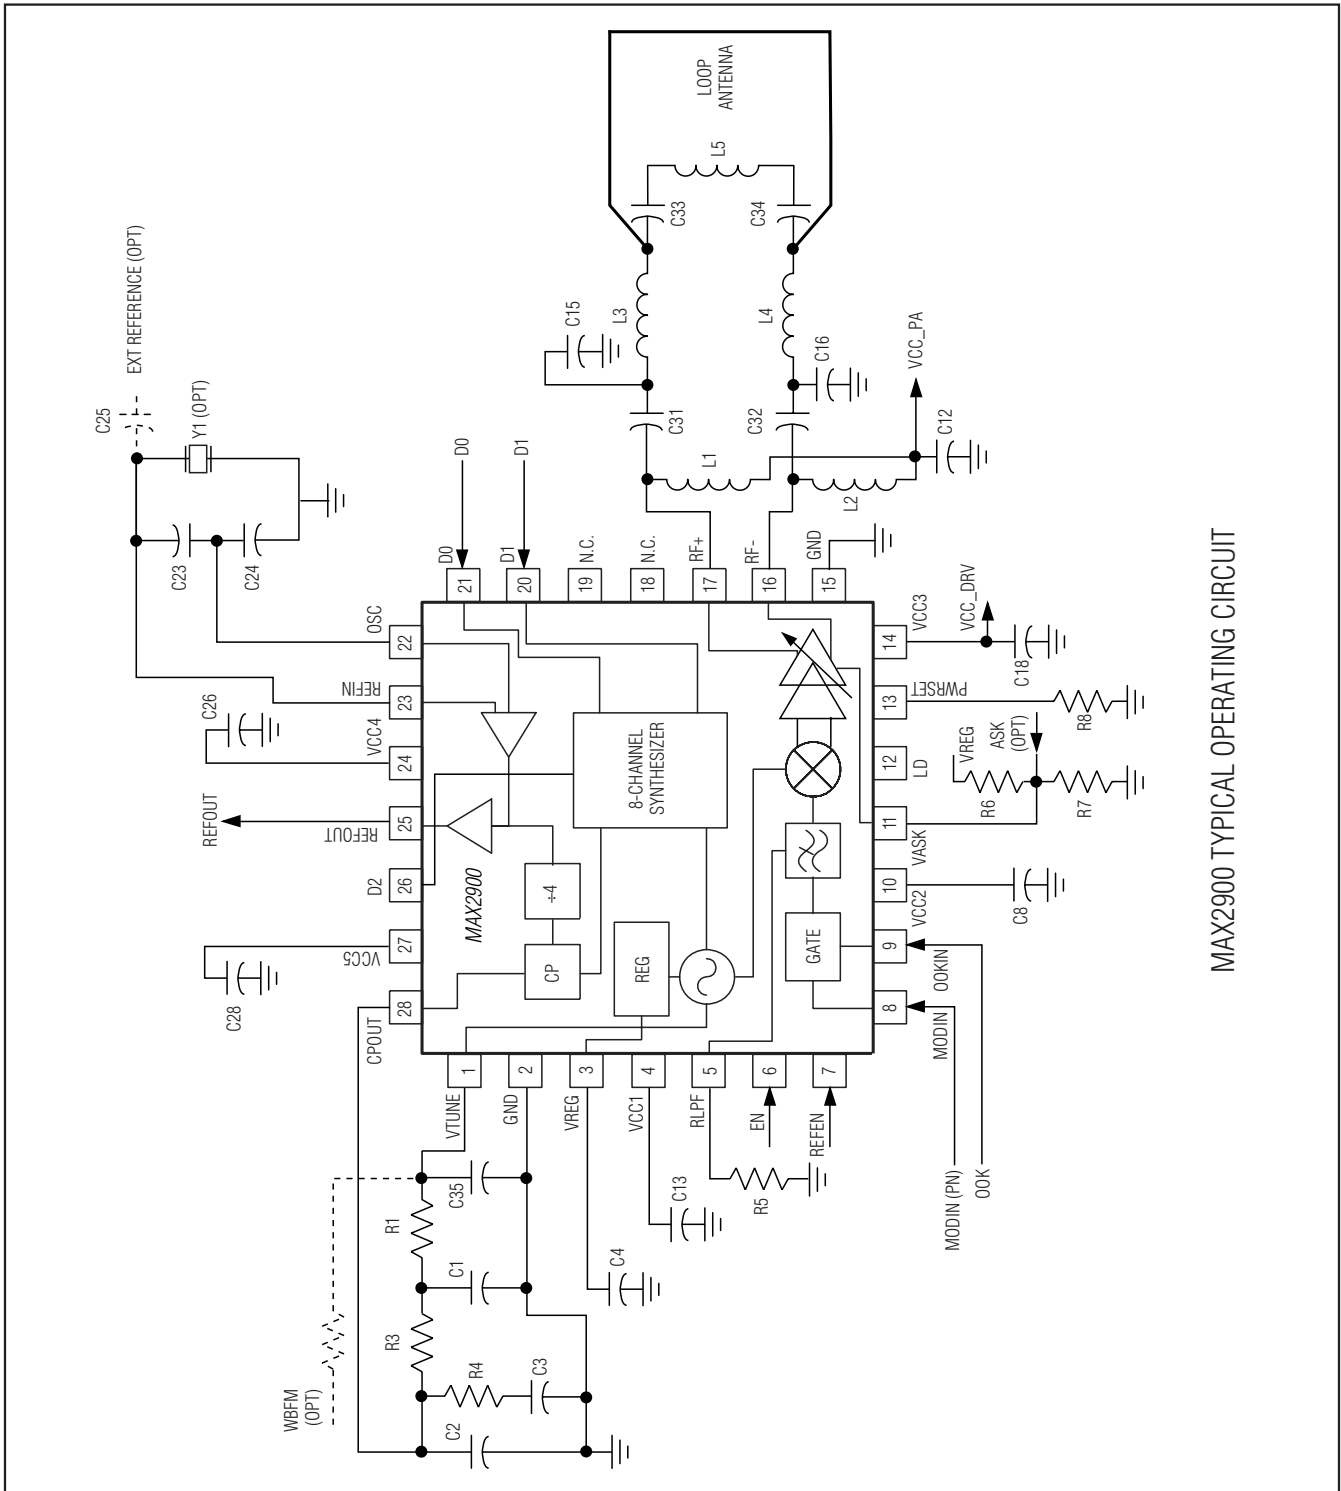 LOOP
ANTENNA
L5
C33
C34
L3
L4
C15
C16
C31
C32
L1
L2
VCC_PA
C12
EXT REFERENCE (OPT)
C25
Y1 (OPT)
C23
C24
D0
D1
D0
D1
N.C.
N.C.
RF+
RF-
GND
21
20
19
18
17
16
15
OSC
22
REFIN
23
VCC4
24
REFOUT
25
D2
26
VCC5
27
CPOUT
28
C26
REFOUT
C28
MAX2900
8-CHANNEL
SYNTHESIZER
÷4
CP
REG
GATE
14
VCC3
VCC_DRV
C18
13
PWRSET
R8
12
LD
VREG
ASK
(OPT)
R6
R7
11
VASK
10
VCC2
C8
9
OOKIN
8
MODIN
MODIN (PN)
OOK
1
2
3
4
5
6
7
VTUNE
GND
VREG
VCC1
RLPF
EN
REFEN
R5
C13
C4
C35
R1
C1
R3
R4
C3
C2
WBFM
(OPT)
MAX2900 TYPICAL OPERATING CIRCUIT